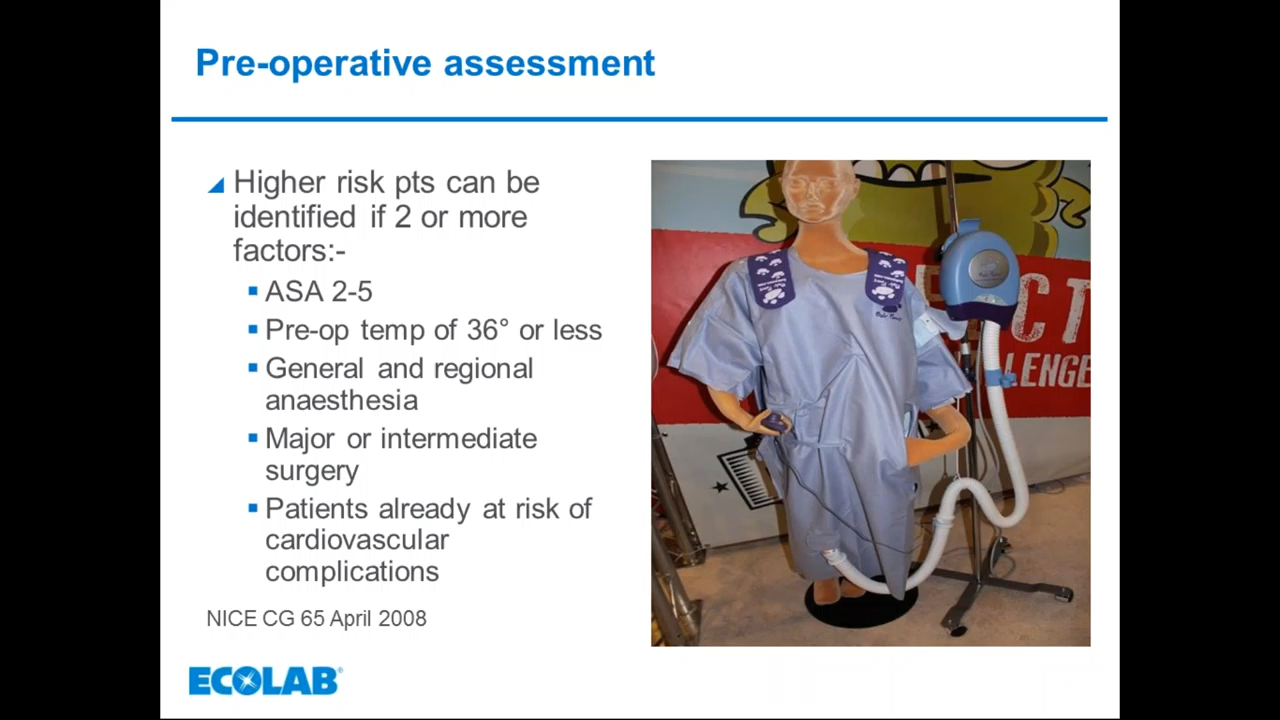 Pre-operative assessment
Higher risk pts can be
identified if 2 or more
factors:-
ASA 2-5
Pre-op temp of 36° or less
General and regional
anaesthesia
Major or intermediate
surgery
Patients already at risk of
cardiovascular
complications
NICE CG 65 April 2008
ECOLAB®
CT
LENGE